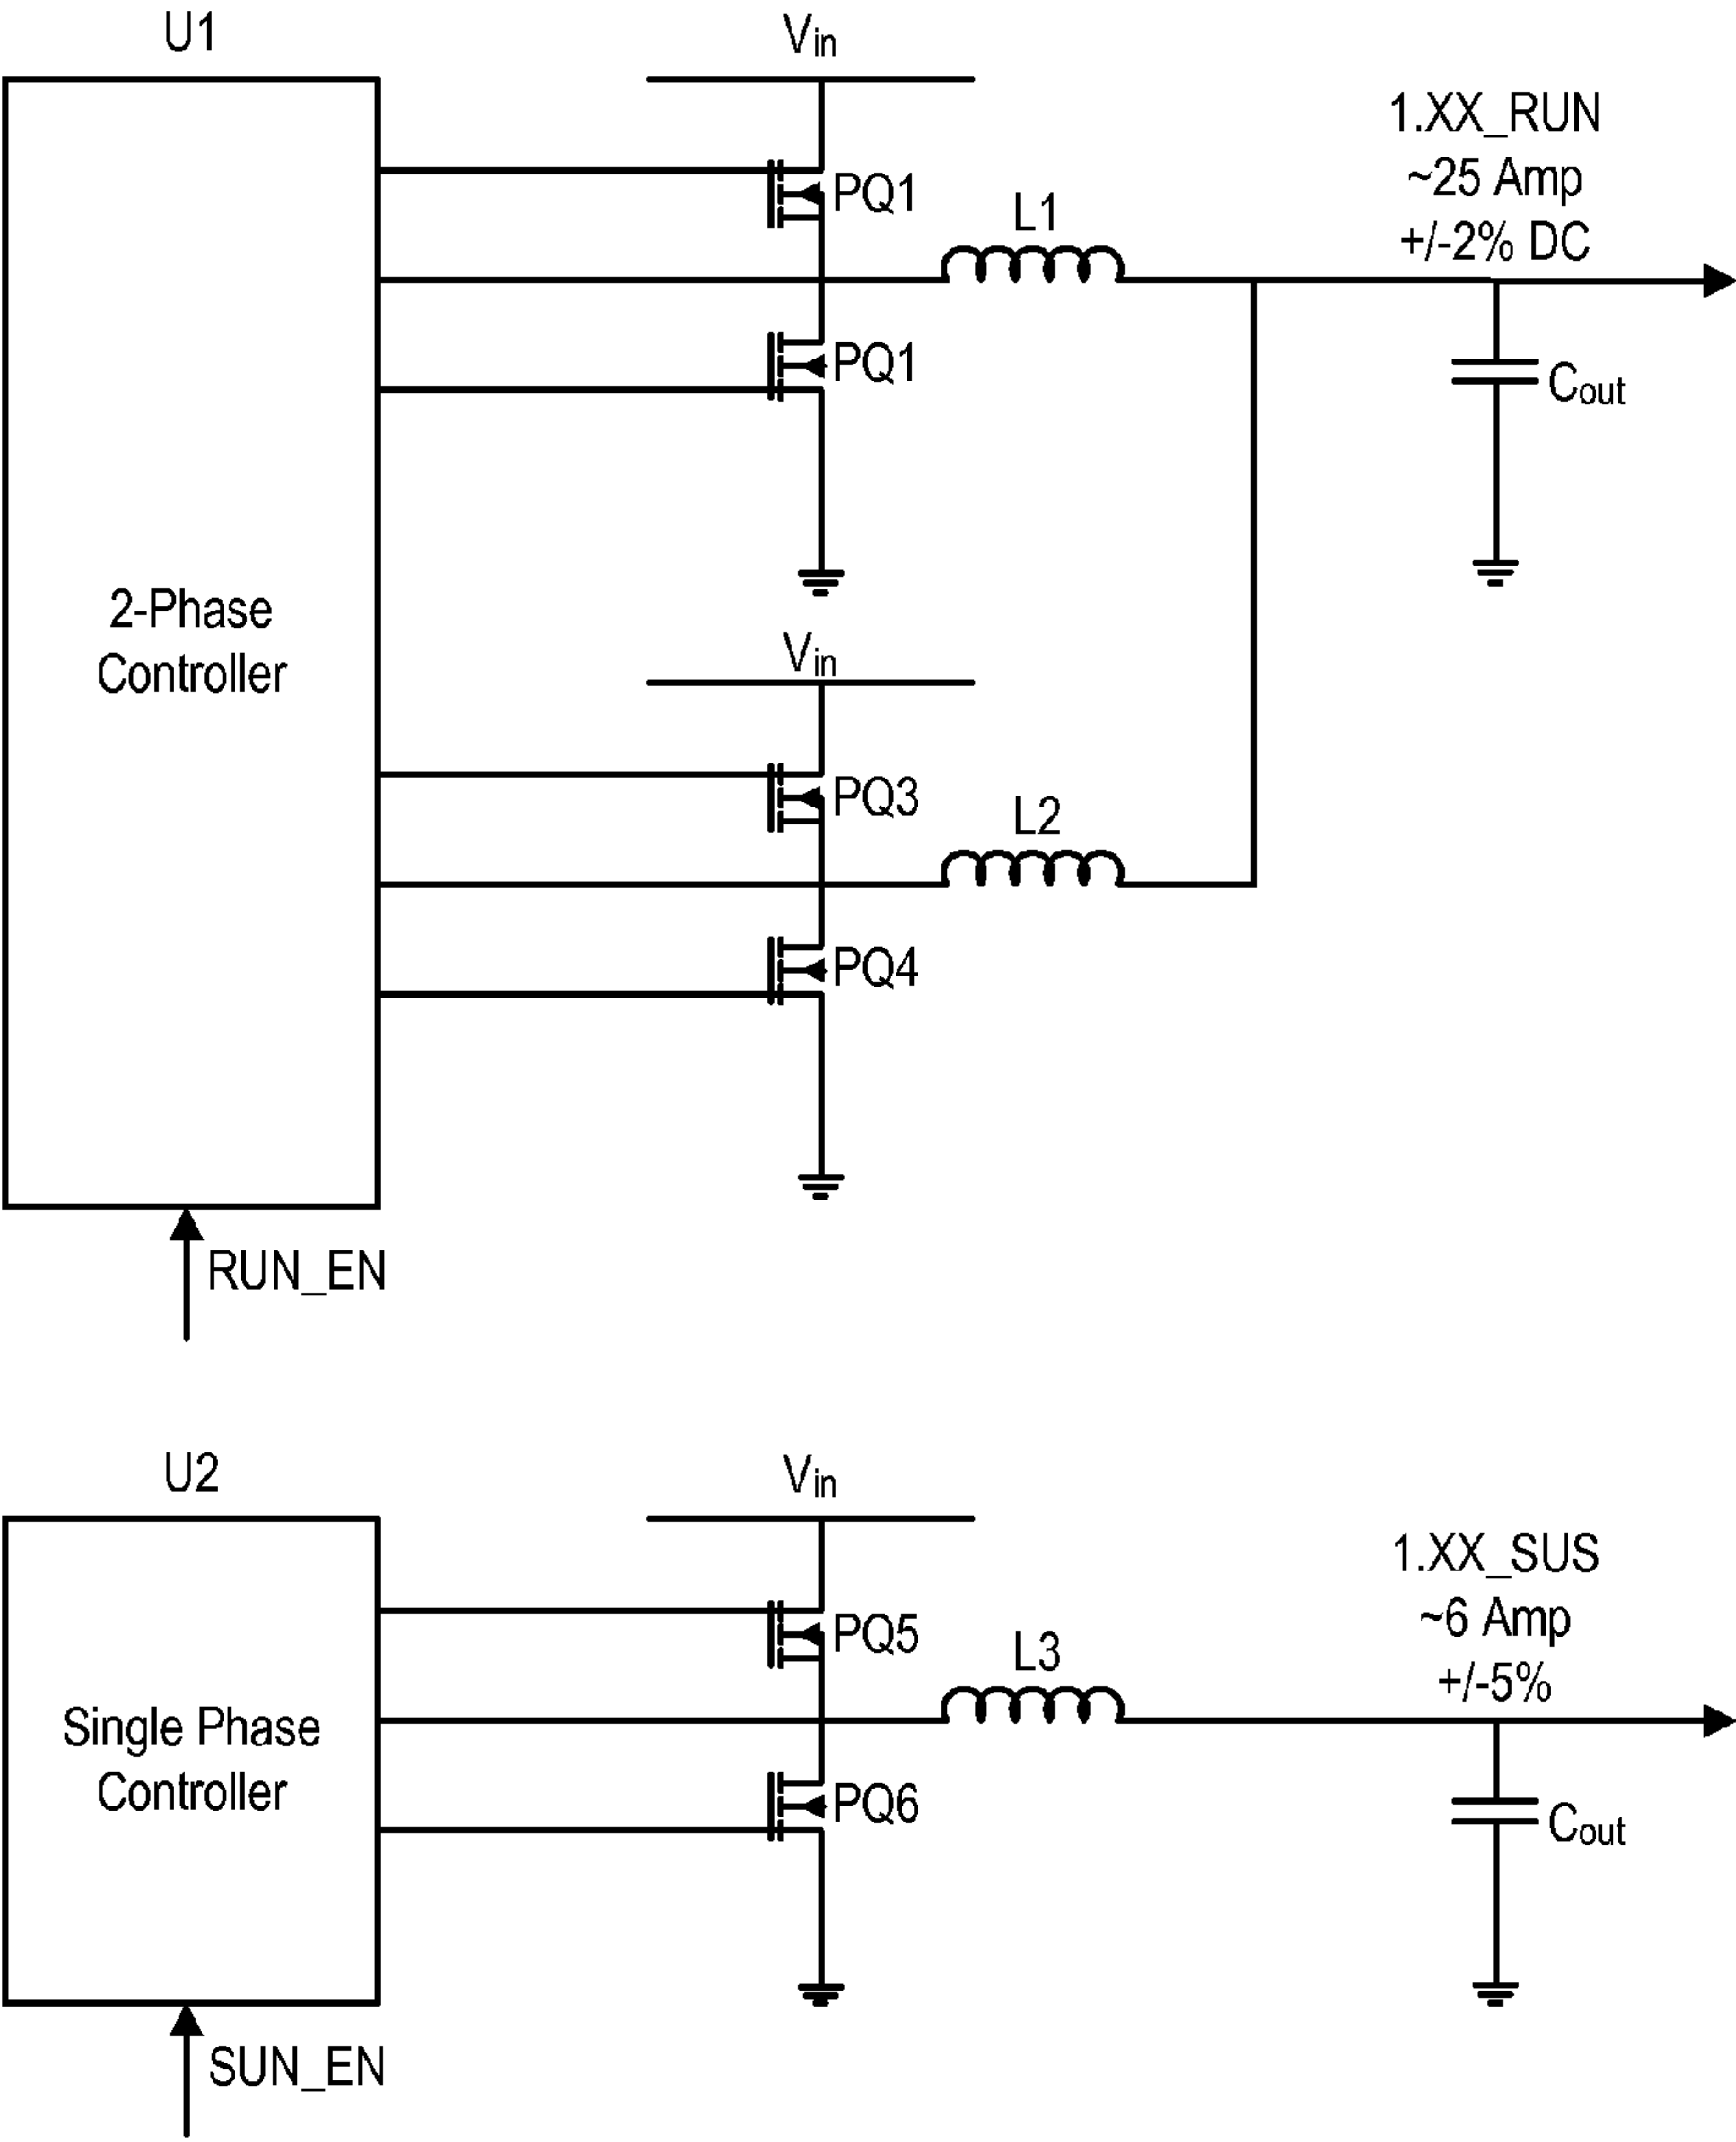 U1
Vin
1.XX_RUN
~25 Amp
+/-2% DC
PQ1
L1
PQ1
Cout
2-Phase
Controller
Vin
PQ3
L2
PQ4
RUN_EN
U2
Vin
1.XX_SUS
~6 Amp
+/-5%
PQ5
L3
Single Phase
Controller
PQ6
Cout
SUN_EN